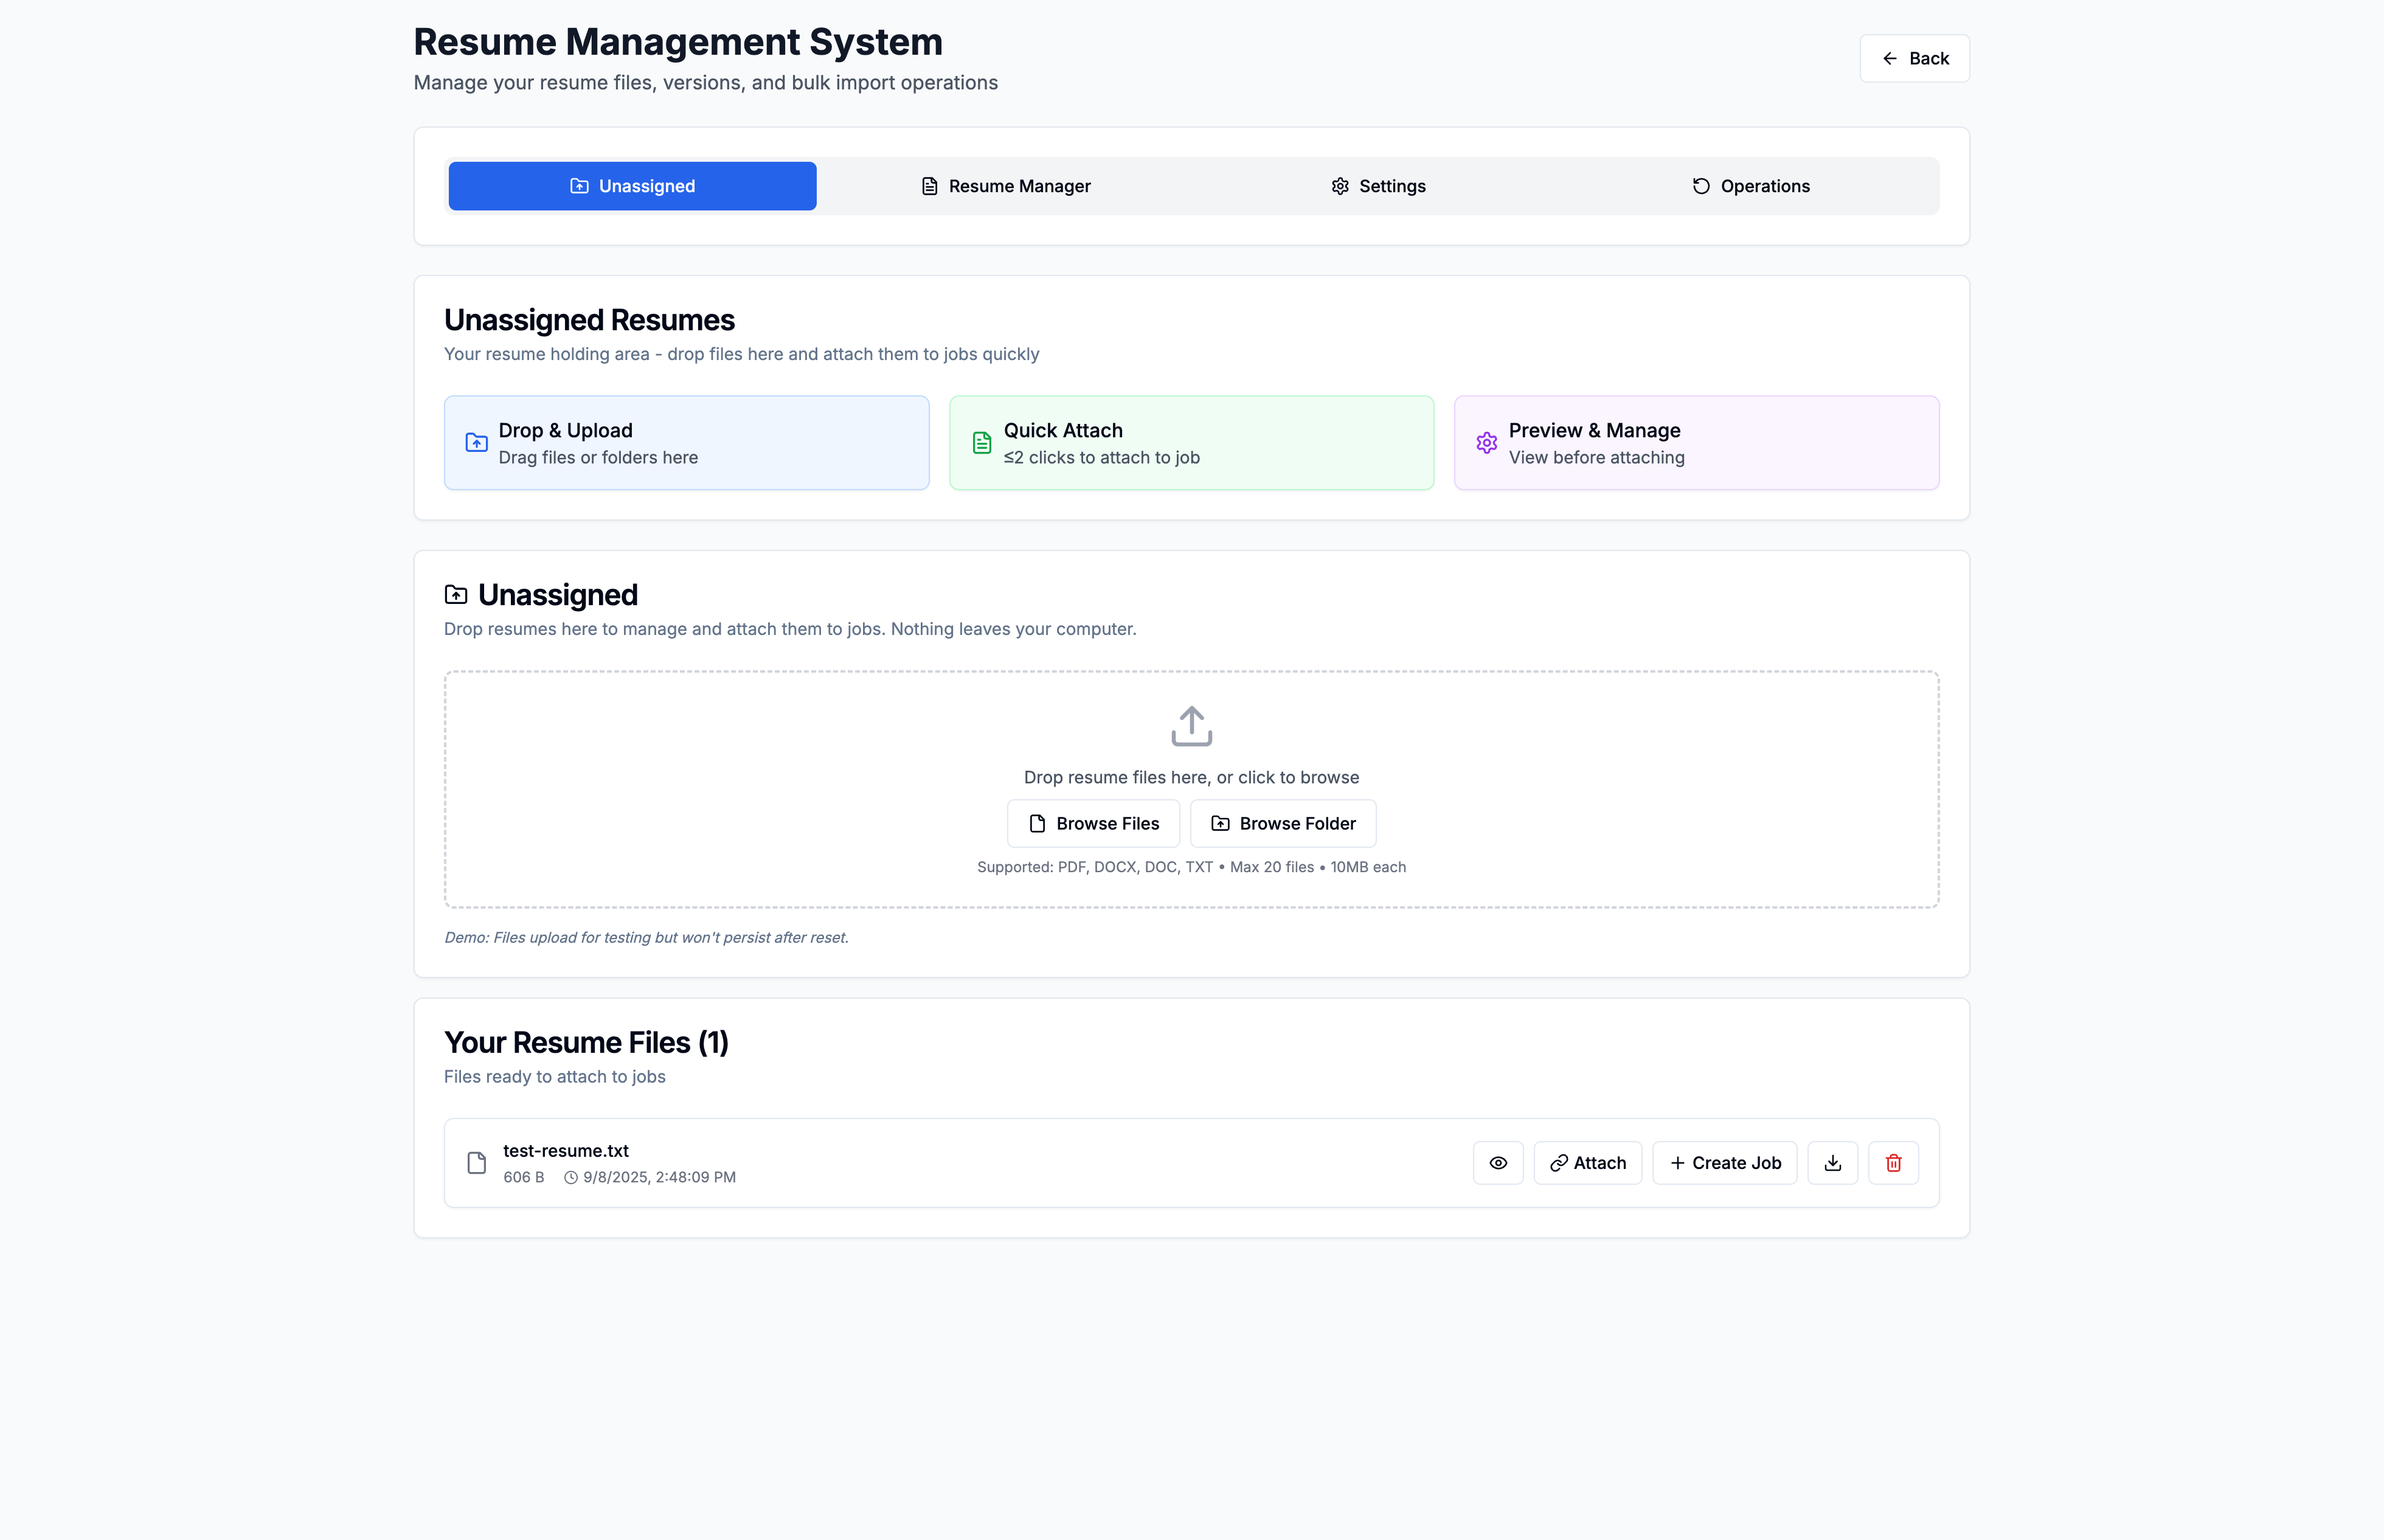 Resume Management System
Manage your resume files, versions, and bulk import operations
Back
Unassigned
Resume Manager
Settings
Operations
Unassigned Resumes
Your resume holding area - drop files here and attach them to jobs quickly
Drop & Upload
Drag files or folders here
Quick Attach
≤2 clicks to attach to job
Preview & Manage
View before attaching
Unassigned
Drop resumes here to manage and attach them to jobs. Nothing leaves your computer.
Drop resume files here, or click to browse
Browse Files
Browse Folder
Supported: PDF, DOCX, DOC, TXT • Max 20 files • 10MB each
Demo: Files upload for testing but won't persist after reset.
Your Resume Files (1)
Files ready to attach to jobs
test-resume.txt
606 B 9/8/2025, 2:48:09 PM
Attach
Create Job